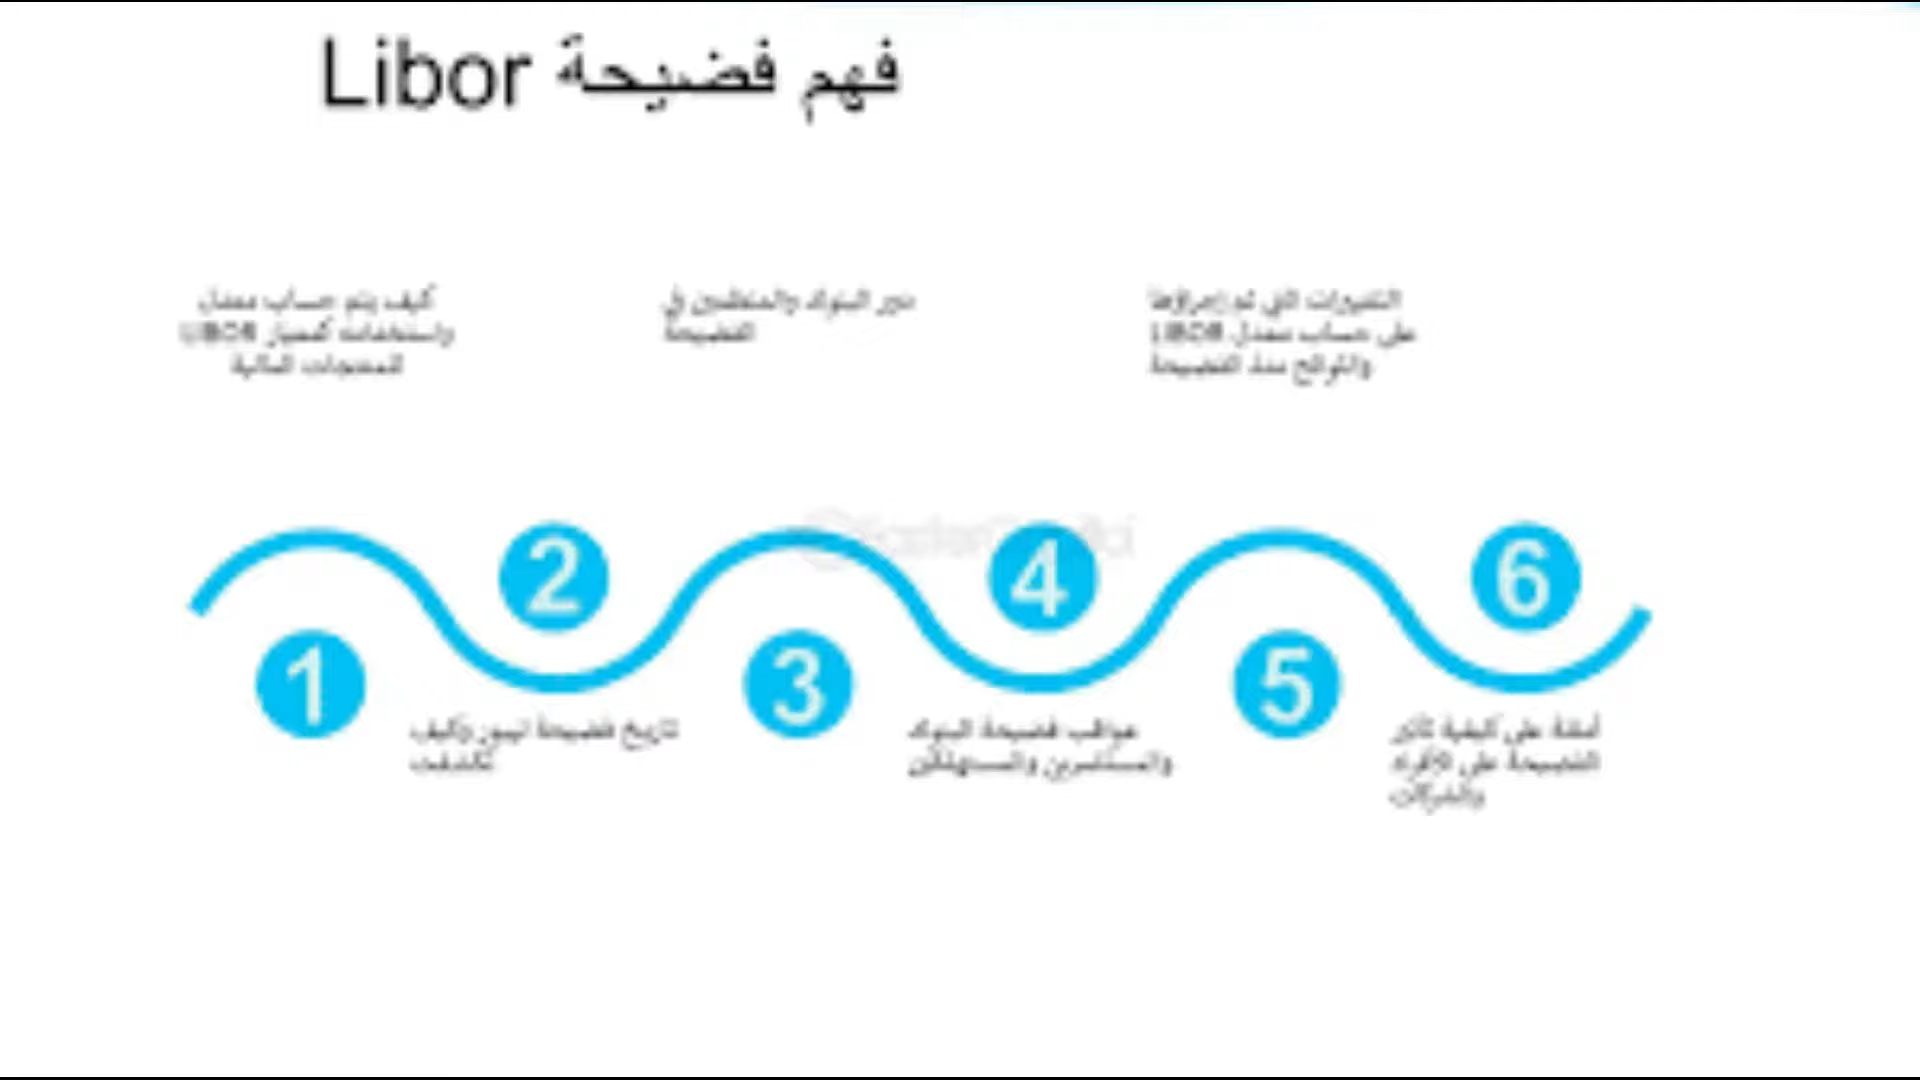 فهم فضيحة Libor
كيف يتم حساب معدل
LIBOR واستخدامه كمعيار
للمنتجات المالية
دور البنوك والمنظمين في
الفضيحة
التغييرات التي تم إجراؤها
على حساب معدل LIBOR
واللوائح منذ الفضيحة
1
2
3
4
5
6
تاريخ فضيحة ليبور وكيف
تكشفت
عواقب فضيحة البنوك
والمستثمرين والمستهلكين
أمثلة على كيفية تأثير
الفضيحة على الأفراد
والشركات